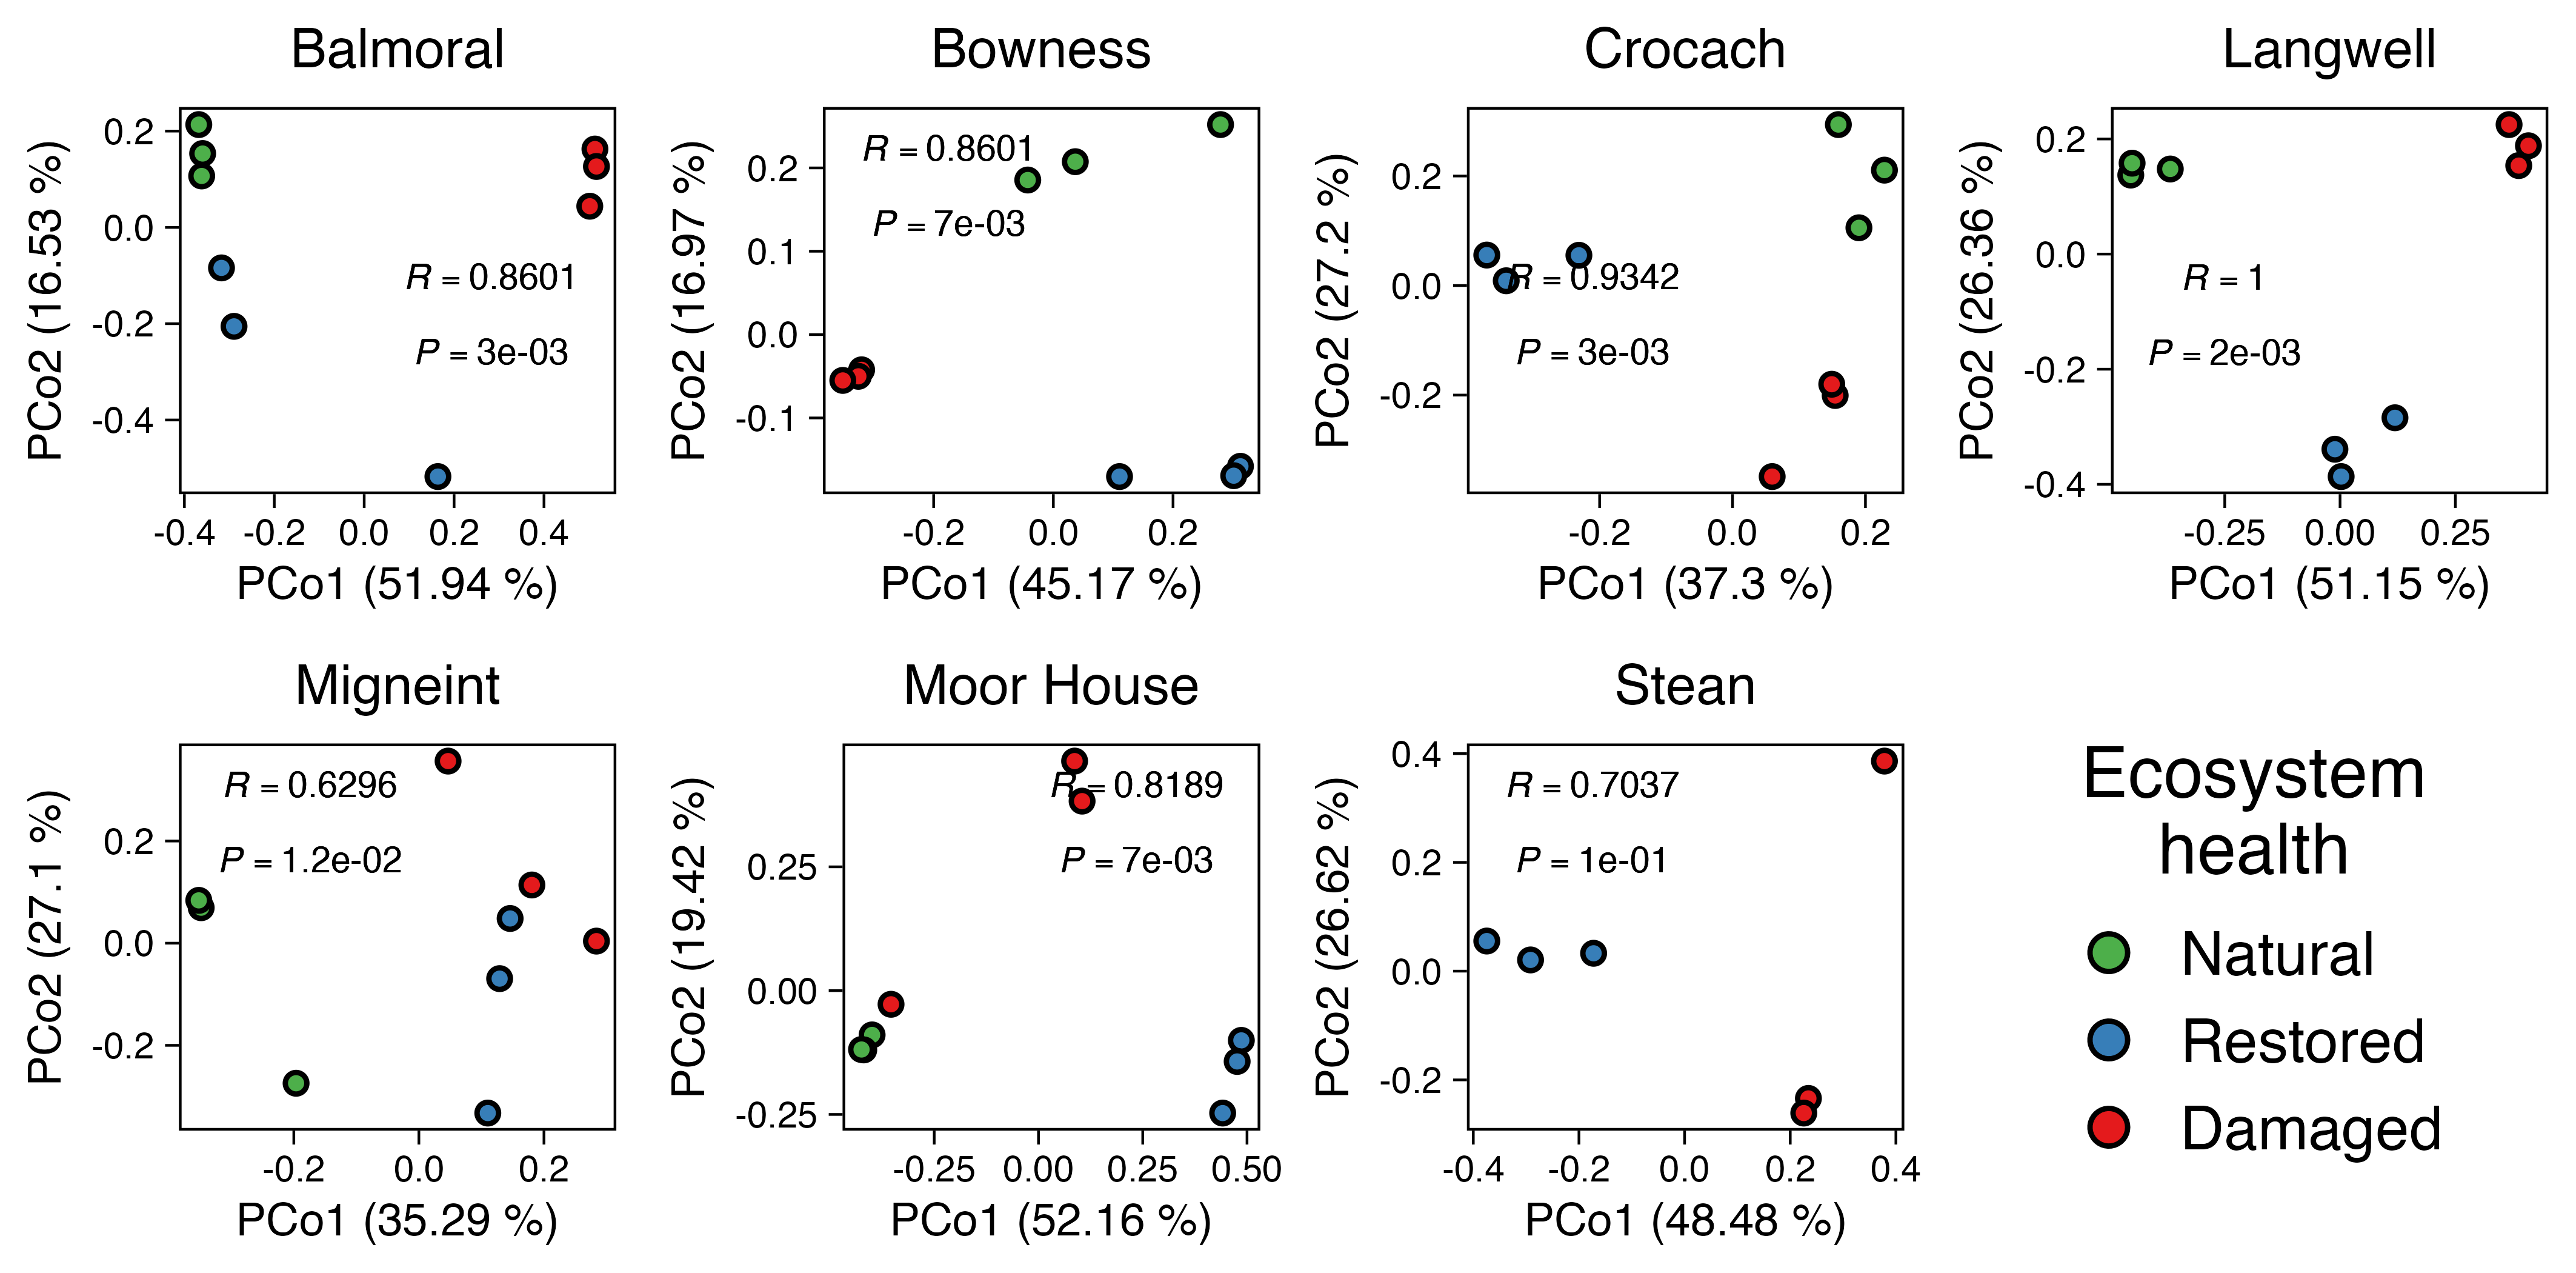 Balmoral
PCo2 (16.53 %)
0.2
0.0
-0.2
-0.4
R = 0.8601
P = 3e-03
-0.4 -0.2 0.0 0.2 0.4
PCo1 (51.94 %)
Bowness
PCo2 (16.97 %)
0.2
0.1
0.0
-0.1
R = 0.8601
P = 7e-03
-0.2 0.0 0.2
PCo1 (45.17 %)
Crocach
PCo2 (27.2 %)
0.2
0.0
-0.2
R = 0.9342
P = 3e-03
-0.2 0.0 0.2
PCo1 (37.3 %)
Langwell
PCo2 (26.36 %)
0.2
0.0
-0.2
-0.4
R = 1
P = 2e-03
-0.25 0.00 0.25
PCo1 (51.15 %)
Migneint
PCo2 (27.1 %)
0.2
0.0
-0.2
R = 0.6296
P = 1.2e-02
-0.2 0.0 0.2
PCo1 (35.29 %)
Moor House
PCo2 (19.42 %)
0.25
0.00
-0.25
R = 0.8189
P = 7e-03
-0.25 0.00 0.25 0.50
PCo1 (52.16 %)
Stean
PCo2 (26.62 %)
0.4
0.2
0.0
-0.2
R = 0.7037
P = 1e-01
-0.4 -0.2 0.0 0.2 0.4
PCo1 (48.48 %)
Ecosystem
health
Natural
Restored
Damaged